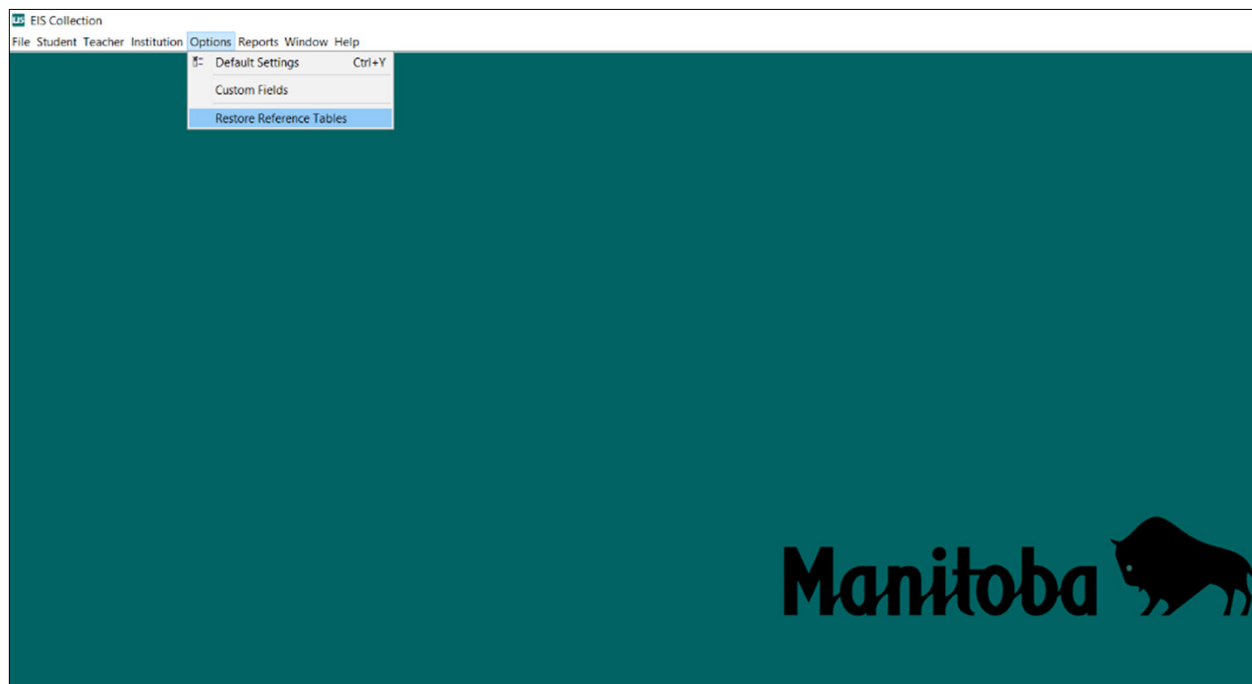 EIS Collection
File Student Teacher Institution Options Reports Window Help
Default Settings Ctrl+Y
Custom Fields
Restore Reference Tables
Manitoba